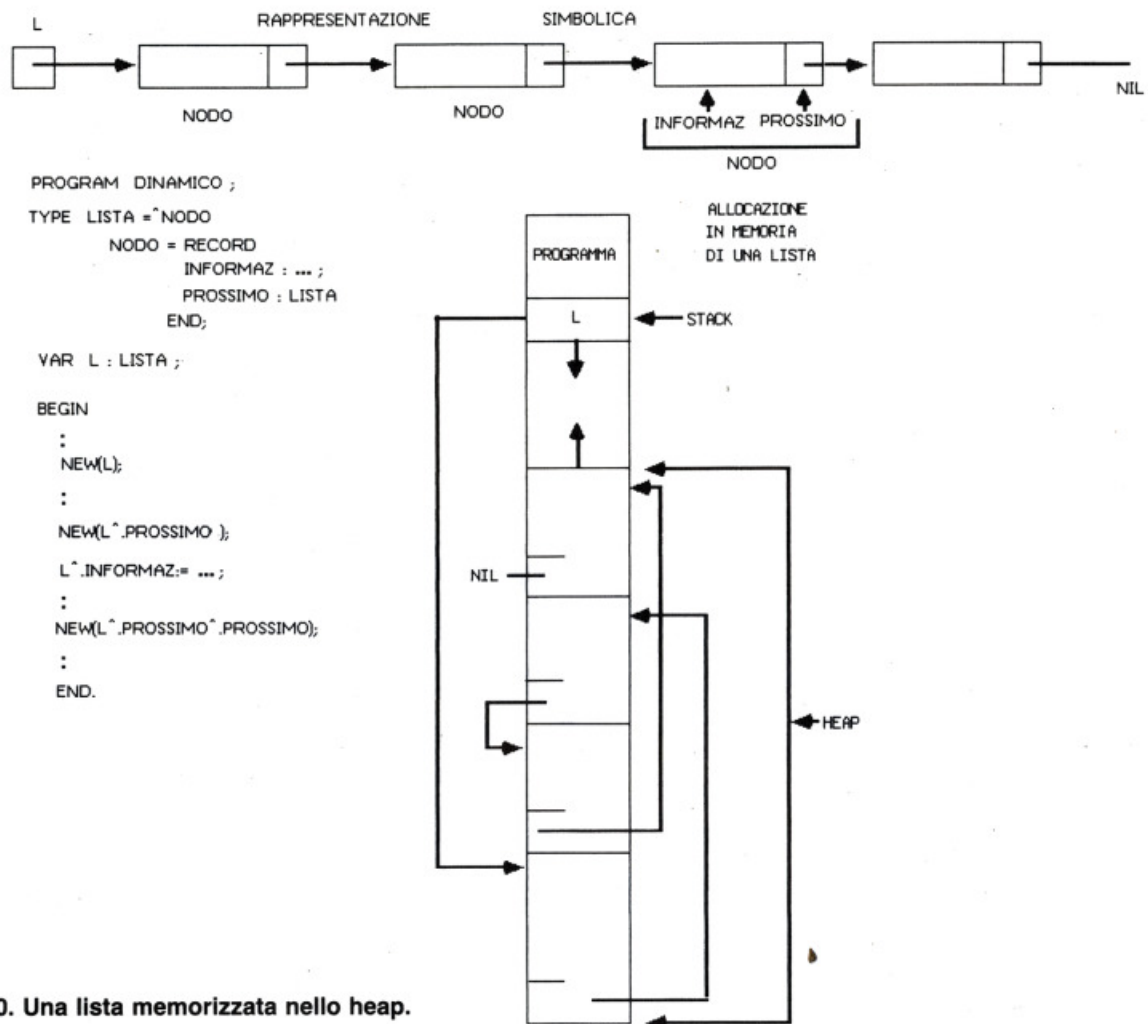 L
RAPPRESENTAZIONE SIMBOLICA
NODO
NODO
INFORMAZ PROSSIMO
NODO
NIL
PROGRAM DINAMICO ;
TYPE LISTA =^NODO
NODO = RECORD
INFORMAZ : ... ;
PROSSIMO : LISTA
END;
VAR L : LISTA ;
BEGIN
:
NEW(L);
:
NEW(L^.PROSSIMO );
L^.INFORMAZ:= ... ;
:
NEW(L^.PROSSIMO^.PROSSIMO);
:
END.
ALLOCAZIONE
IN MEMORIA
DI UNA LISTA
PROGRAMMA
L
STACK
NIL
HEAP
0. Una lista memorizzata nello heap.